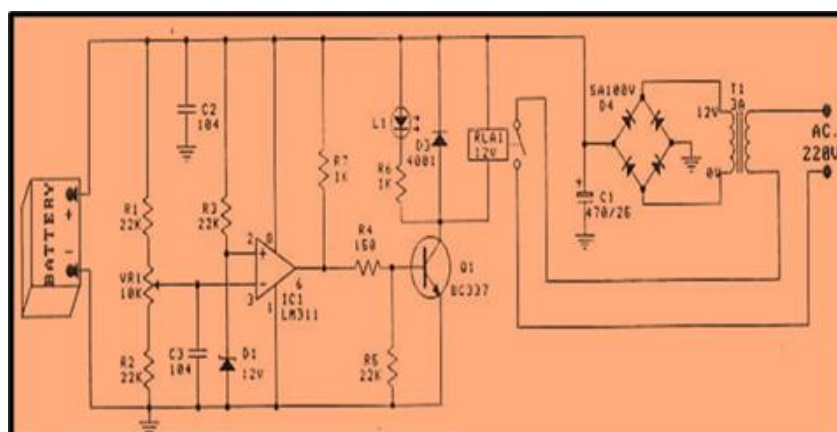 BATTERY
+
-
C2
104
R1
22K
VR1
10K
R2
22K
C3
104
R3
22K
D1
12V
2
8
+
-
3
1
6
IC1
LM311
R7
1K
R4
150
R5
22K
L1
R6
1K
D3
4001
Q1
BC337
RLA1
12V
+
C1
470/25
5A100V
D4
12V
0V
T1
3A
AC.
220V